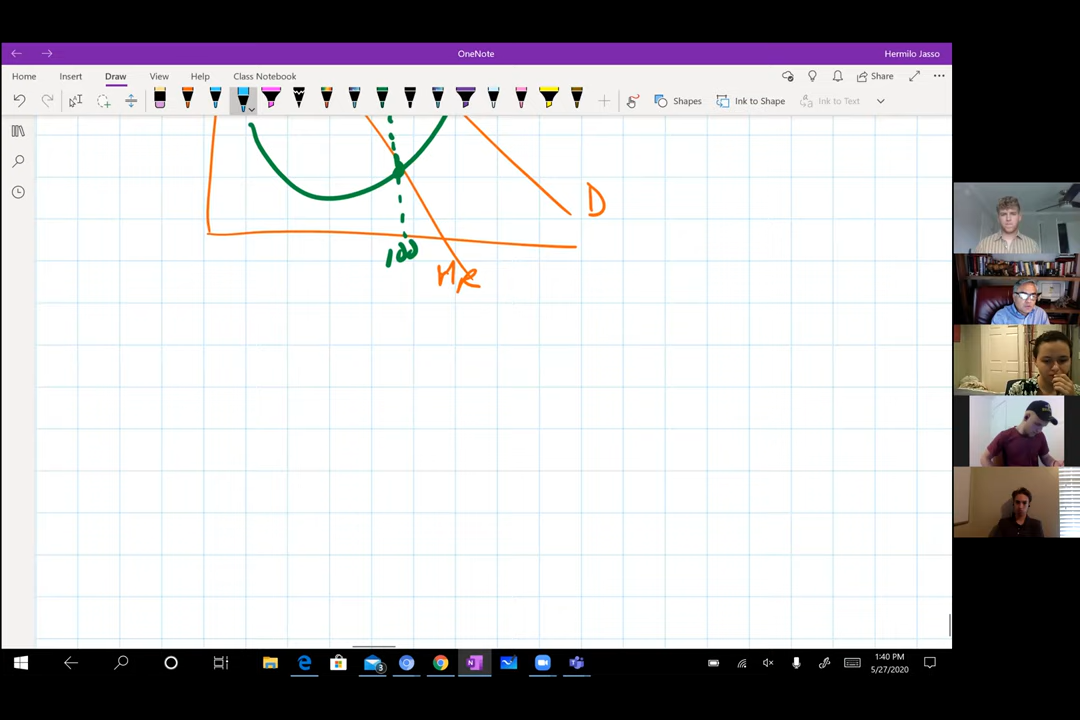 OneNote
Hermilo Jasso
Home Insert Draw View Help Class Notebook
Share
Shapes Ink to Shape Ink to Text
D
100
MR
3
1:40 PM
5/27/2020